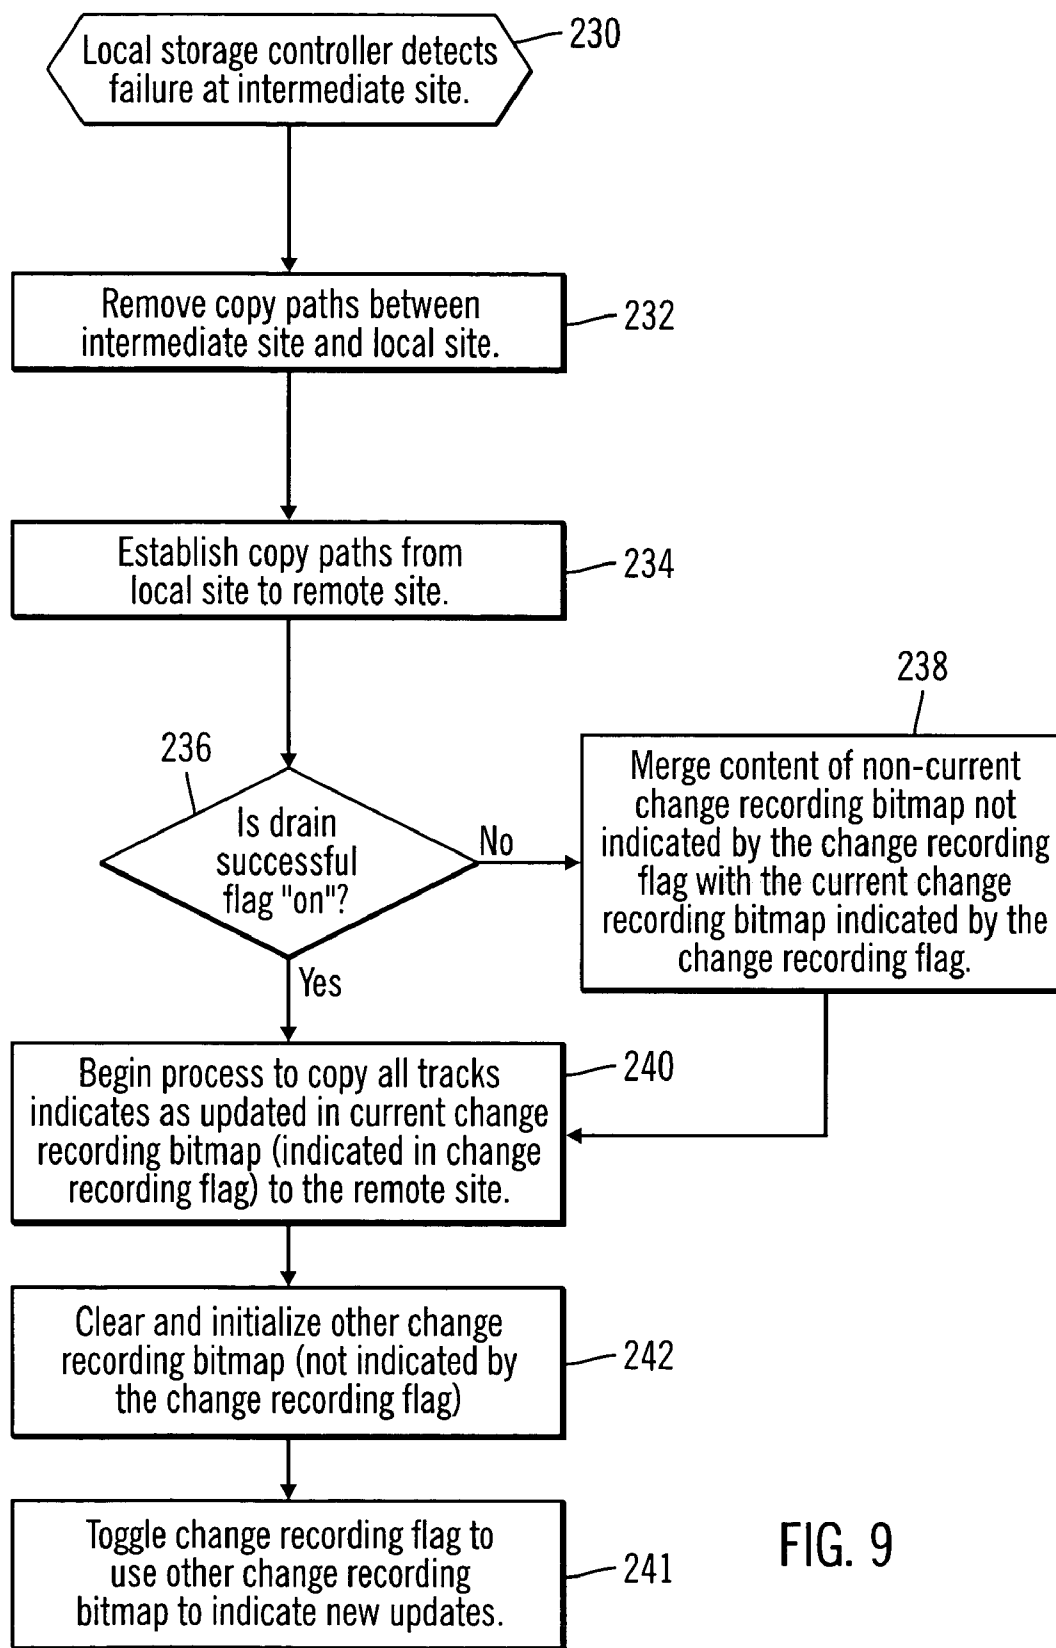 Local storage controller detects
failure at intermediate site.
230
Remove copy paths between
intermediate site and local site.
232
Establish copy paths from
local site to remote site.
234
236
Is drain
successful
flag "on"?
No
Yes
238
Merge content of non-current
change recording bitmap not
indicated by the change recording
flag with the current change
recording bitmap indicated by the
change recording flag.
Begin process to copy all tracks
indicates as updated in current change
recording bitmap (indicated in change
recording flag) to the remote site.
240
Clear and initialize other change
recording bitmap (not indicated by
the change recording flag)
242
Toggle change recording flag to
use other change recording
bitmap to indicate new updates.
241
FIG. 9